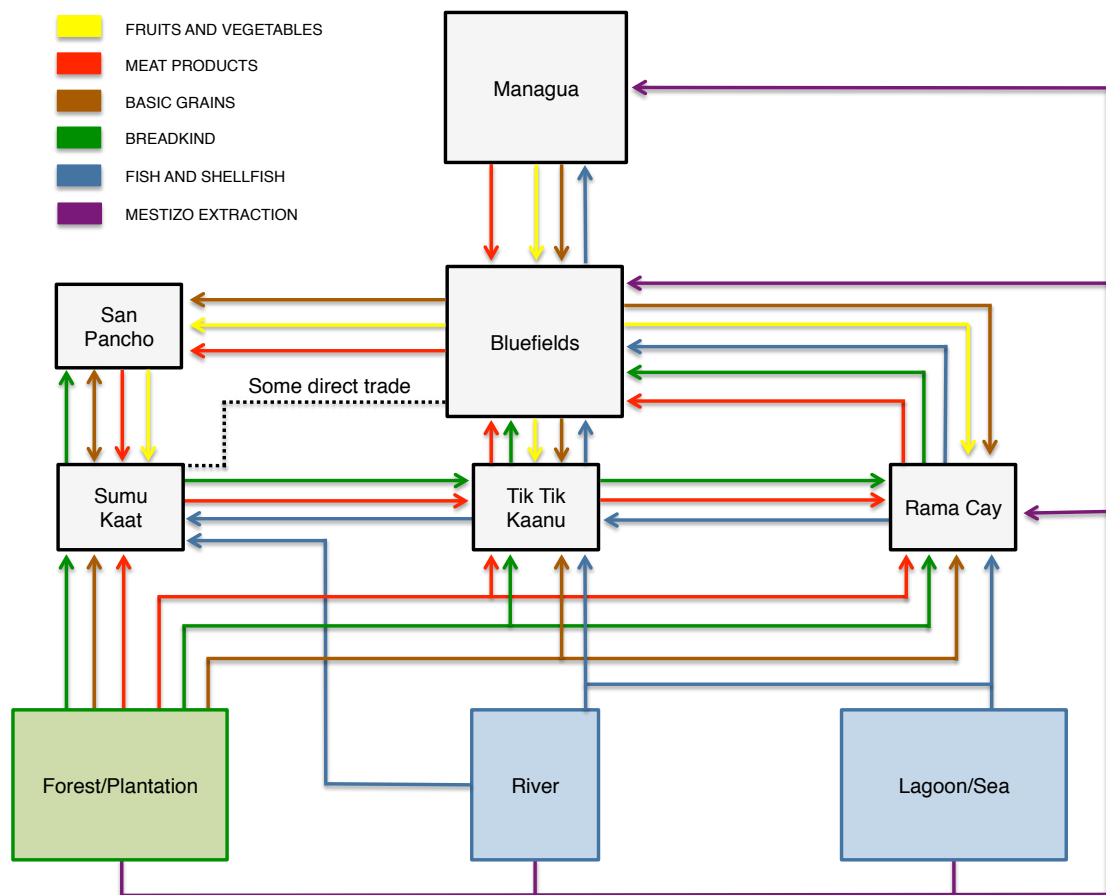 FRUITS AND VEGETABLES
MEAT PRODUCTS
BASIC GRAINS
BREADKIND
FISH AND SHELLFISH
MESTIZO EXTRACTION
Managua
San
Pancho
Bluefields
Some direct trade
Sumu
Kaat
Tik Tik
Kaanu
Rama Cay
Forest/Plantation
River
Lagoon/Sea